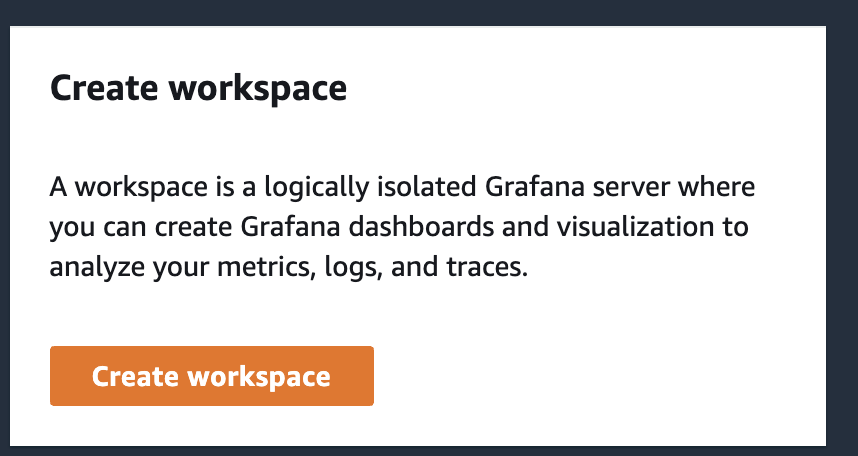 Create workspace
A workspace is a logically isolated Grafana server where
you can create Grafana dashboards and visualization to
analyze your metrics, logs, and traces.
Create workspace